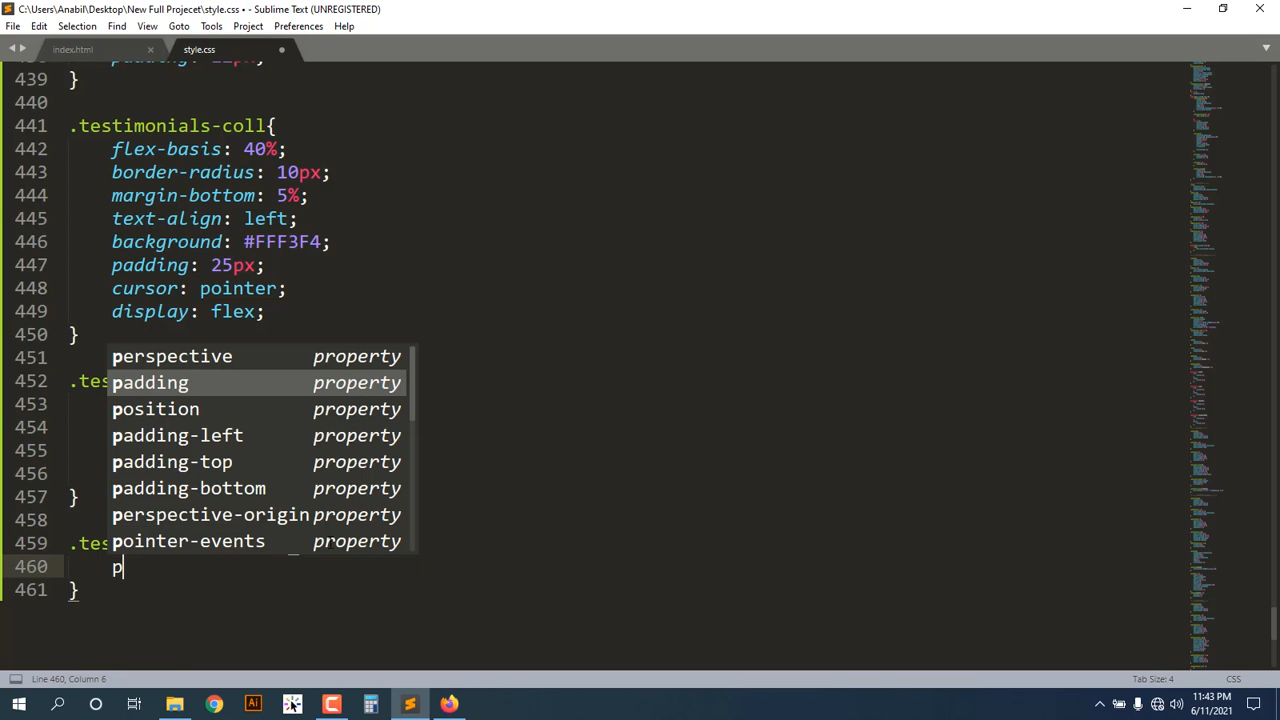 C:\Users\Anabil\Desktop\New Full Projecet\style.css • - Sublime Text (UNREGISTERED)
File Edit Selection Find View Goto Tools Project Preferences Help
index.html style.css
439 }
440
441 .testimonials-coll{
442 flex-basis: 40%;
443 border-radius: 10px;
444 margin-bottom: 5%;
445 text-align: left;
446 background: #FFF3F4;
447 padding: 25px;
448 cursor: pointer;
449 display: flex;
450 }
451 perspective property
452 .tes padding property
453 position property
454 padding-left property
455 padding-top property
456 padding-bottom property
457 }
458 perspective-origin property
459 .tes pointer-events property
460 p
461 }
Line 460, Column 6 Tab Size: 4 CSS
Ai 11:43 PM
6/11/2021